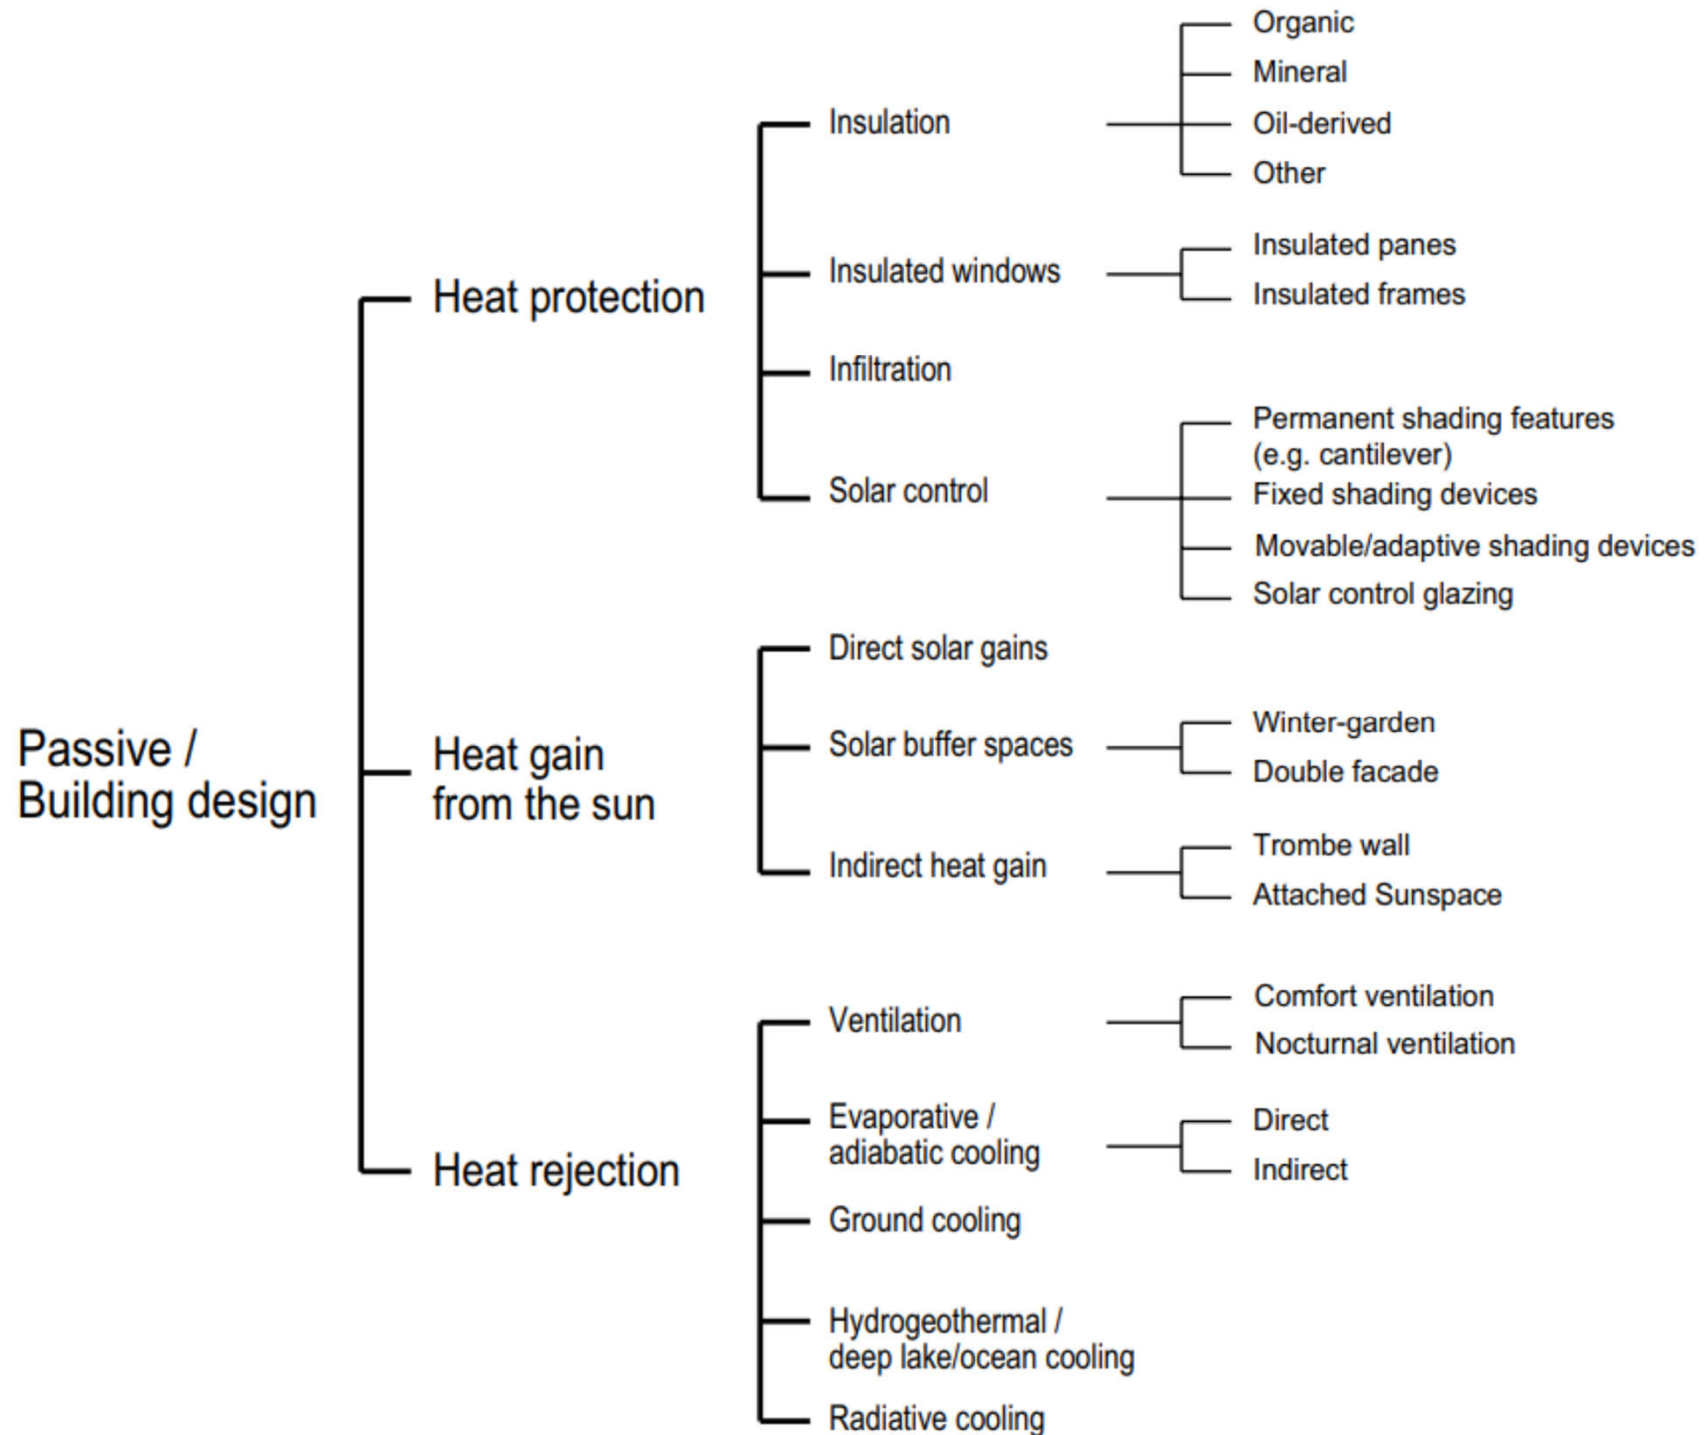 Passive /
Building design
Heat protection
Insulation
Organic
Mineral
Oil-derived
Other
Insulated windows
Insulated panes
Insulated frames
Infiltration
Solar control
Permanent shading features
(e.g. cantilever)
Fixed shading devices
Movable/adaptive shading devices
Solar control glazing
Heat gain
from the sun
Direct solar gains
Solar buffer spaces
Winter-garden
Double facade
Indirect heat gain
Trombe wall
Attached Sunspace
Heat rejection
Ventilation
Comfort ventilation
Nocturnal ventilation
Evaporative /
adiabatic cooling
Direct
Indirect
Ground cooling
Hydrogeothermal /
deep lake/ocean cooling
Radiative cooling